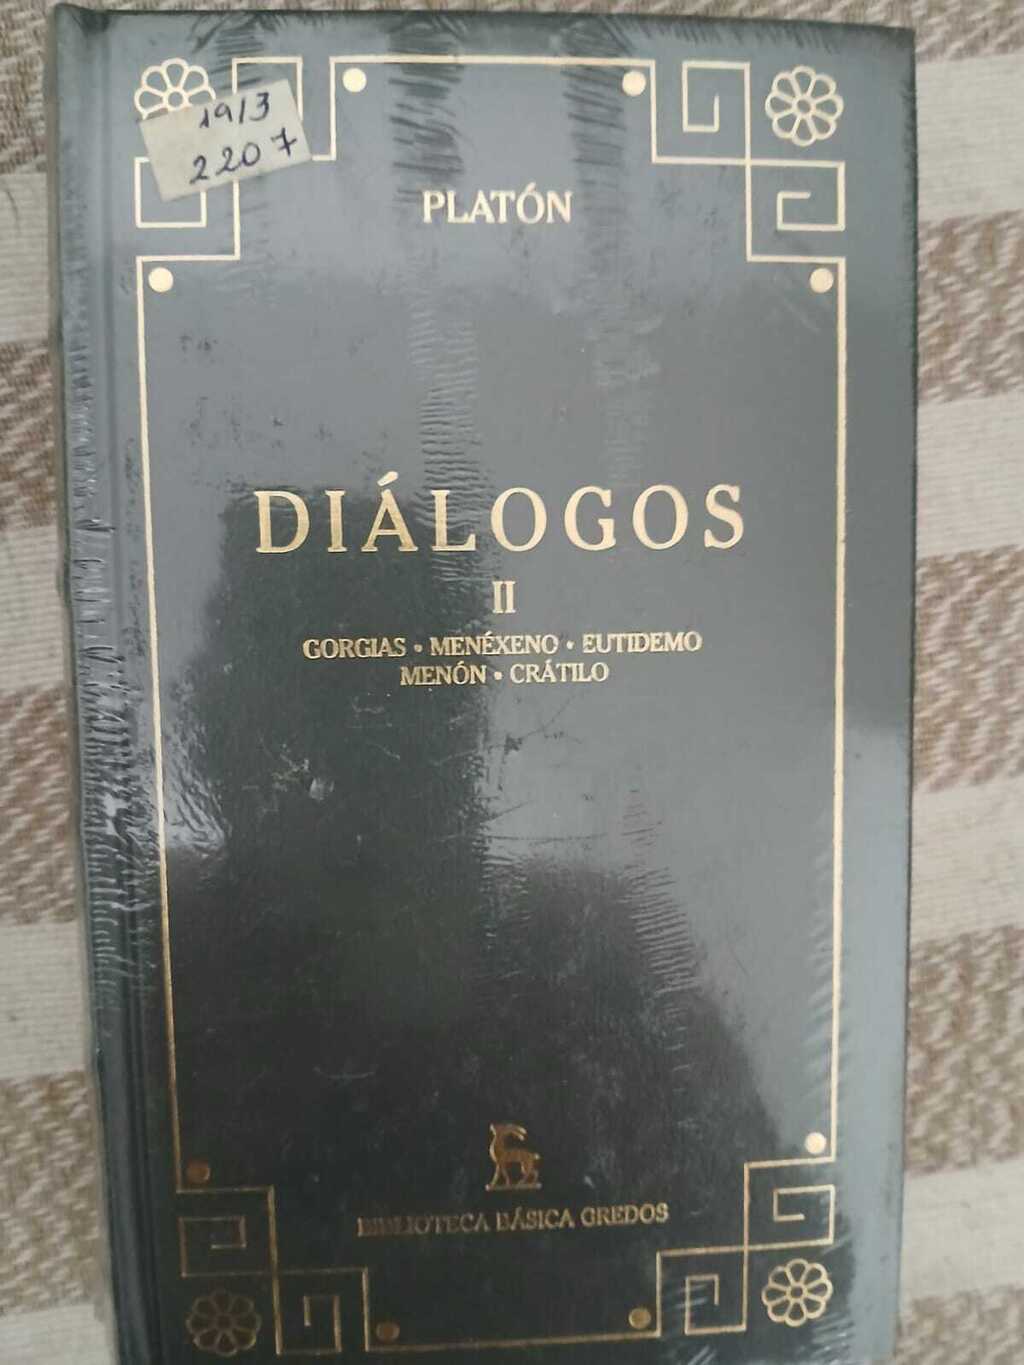 1913
2207
PLATÓN
DIÁLOGOS
II
GORGIAS • MENÉXENO • EUTIDEMO
MENÓN • CRÁTILO
BIBLIOTECA BÁSICA GREDOS